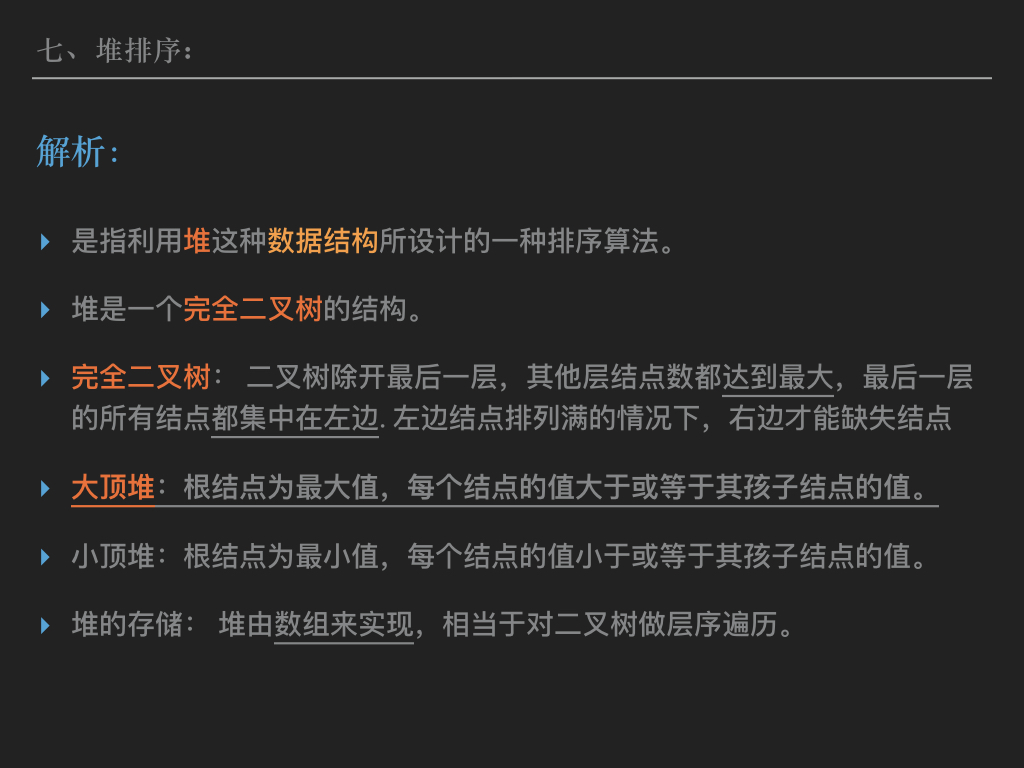 七、堆排序：
解析：
是指利用堆这种数据结构所设计的一种排序算法。
堆是一个完全二叉树的结构。
完全二叉树： 二叉树除开最后一层，其他层结点数都达到最大，最后一层
的所有结点都集中在左边. 左边结点排列满的情况下，右边才能缺失结点
大顶堆：根结点为最大值，每个结点的值大于或等于其孩子结点的值。
小顶堆：根结点为最小值，每个结点的值小于或等于其孩子结点的值。
堆的存储： 堆由数组来实现，相当于对二叉树做层序遍历。